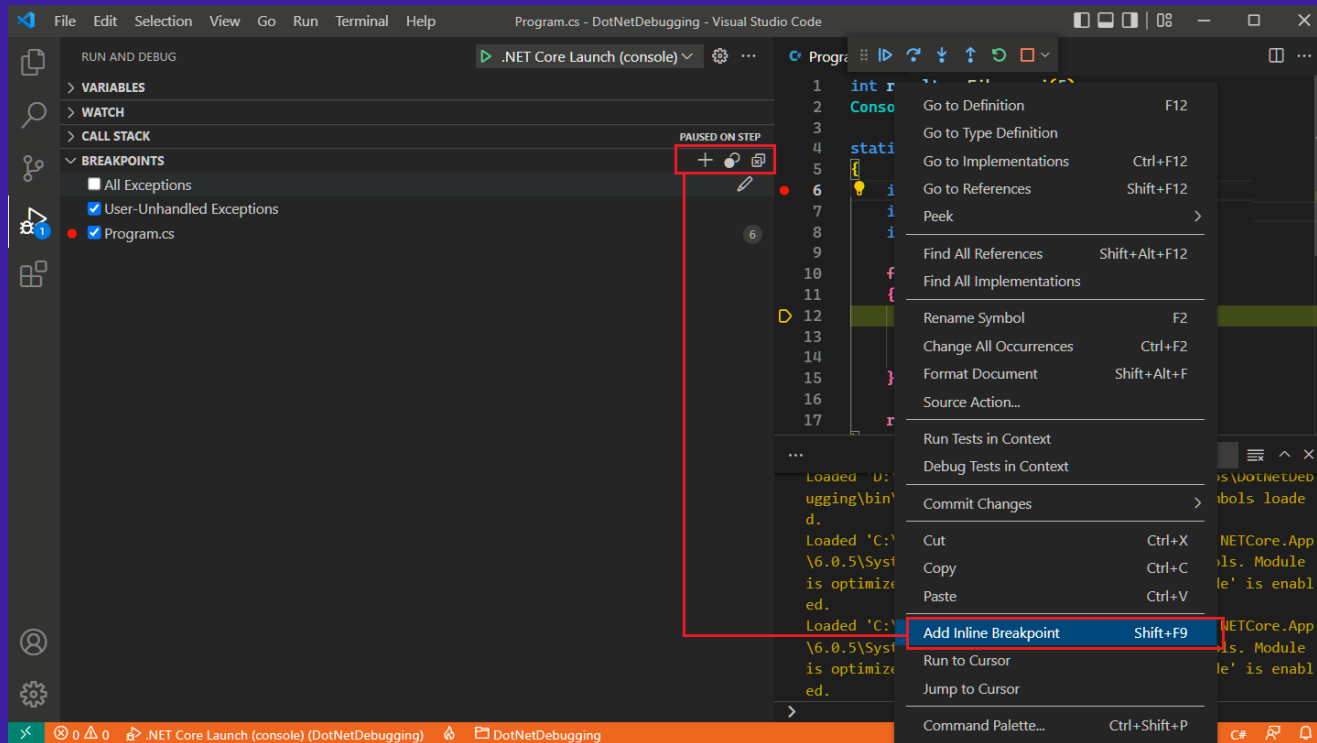 File Edit Selection View Go Run Terminal Help Program.cs - DotNetDebugging - Visual Studio Code
RUN AND DEBUG .NET Core Launch (console)
VARIABLES
WATCH
CALL STACK PAUSED ON STEP
BREAKPOINTS
All Exceptions
User-Unhandled Exceptions
Program.cs 6
1
C# Progra
1 int r
2 Conso
3
4 stati
5 {
6 i
7 i
8 i
9
10 f
11 {
12
13
14
15 }
16
17 r
Go to Definition F12
Go to Type Definition
Go to Implementations Ctrl+F12
Go to References Shift+F12
Peek
Find All References Shift+Alt+F12
Find All Implementations
Rename Symbol F2
Change All Occurrences Ctrl+F2
Format Document Shift+Alt+F
Source Action...
Run Tests in Context
Debug Tests in Context
Commit Changes
Cut Ctrl+X
Copy Ctrl+C
Paste Ctrl+V
Add Inline Breakpoint Shift+F9
Run to Cursor
Jump to Cursor
Command Palette... Ctrl+Shift+P
Loaded 'D:\ s\DotNetDeb
ugging\bin\ bols loade
d.
Loaded 'C:\ NETCore.App
\6.0.5\Syst ols. Module
is optimize le' is enabl
ed.
Loaded 'C:\ NETCore.App
\6.0.5\Syst ls. Module
is optimize le' is enabl
ed.
0 0 .NET Core Launch (console) (DotNetDebugging) DotNetDebugging C#